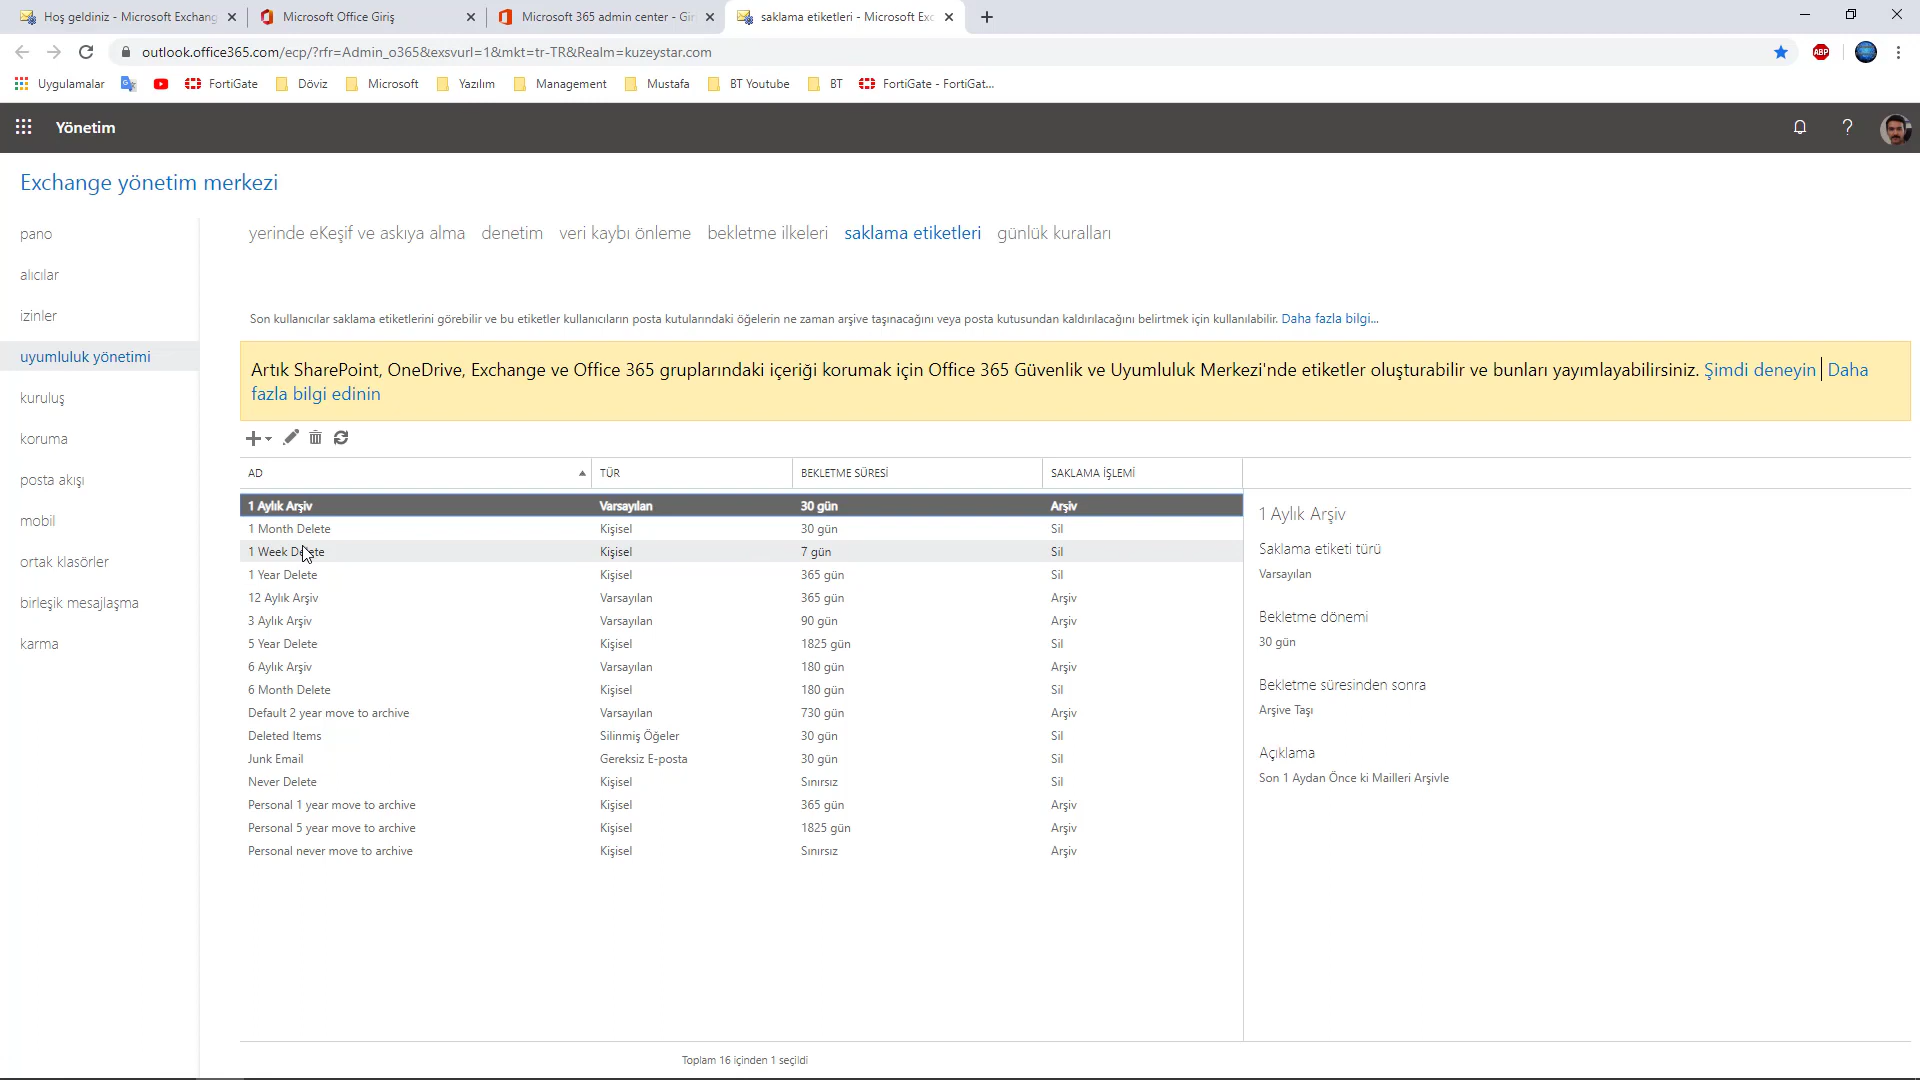 Hoş geldiniz - Microsoft Exchang
Microsoft Office Giriş
Microsoft 365 admin center - Gir
saklama etiketleri - Microsoft Exc
outlook.office365.com/ecp/?rfr=Admin_o365&exsvurl=1&mkt=tr-TR&Realm=kuzeystar.com
ABP
Uygulamalar
FortiGate
Döviz
Microsoft
Yazılım
Management
Mustafa
BT Youtube
BT
FortiGate - FortiGat...
Yönetim
?
Exchange yönetim merkezi
pano
alıcılar
izinler
uyumluluk yönetimi
kuruluş
koruma
posta akışı
mobil
ortak klasörler
birleşik mesajlaşma
karma
yerinde eKeşif ve askıya alma denetim veri kaybı önleme bekletme ilkeleri saklama etiketleri günlük kuralları
Son kullanıcılar saklama etiketlerini görebilir ve bu etiketler kullanıcıların posta kutularındaki öğelerin ne zaman arşive taşınacağını veya posta kutusundan kaldırılacağını belirtmek için kullanılabilir. Daha fazla bilgi...
Artık SharePoint, OneDrive, Exchange ve Office 365 gruplarındaki içeriği korumak için Office 365 Güvenlik ve Uyumluluk Merkezi'nde etiketler oluşturabilir ve bunları yayımlayabilirsiniz. Şimdi deneyin | Daha
fazla bilgi edinin
AD TÜR BEKLETME SÜRESİ SAKLAMA İŞLEMİ
1 Aylık Arşiv Varsayılan 30 gün Arşiv
1 Month Delete Kişisel 30 gün Sil
1 Week Delete Kişisel 7 gün Sil
1 Year Delete Kişisel 365 gün Sil
12 Aylık Arşiv Varsayılan 365 gün Arşiv
3 Aylık Arşiv Varsayılan 90 gün Arşiv
5 Year Delete Kişisel 1825 gün Sil
6 Aylık Arşiv Varsayılan 180 gün Arşiv
6 Month Delete Kişisel 180 gün Sil
Default 2 year move to archive Varsayılan 730 gün Arşiv
Deleted Items Silinmiş Öğeler 30 gün Sil
Junk Email Gereksiz E-posta 30 gün Sil
Never Delete Kişisel Sınırsız Sil
Personal 1 year move to archive Kişisel 365 gün Arşiv
Personal 5 year move to archive Kişisel 1825 gün Arşiv
Personal never move to archive Kişisel Sınırsız Arşiv
1 Aylık Arşiv
Saklama etiketi türü
Varsayılan
Bekletme dönemi
30 gün
Bekletme süresinden sonra
Arşive Taşı
Açıklama
Son 1 Aydan Önce ki Mailleri Arşivle
Toplam 16 içinden 1 seçildi